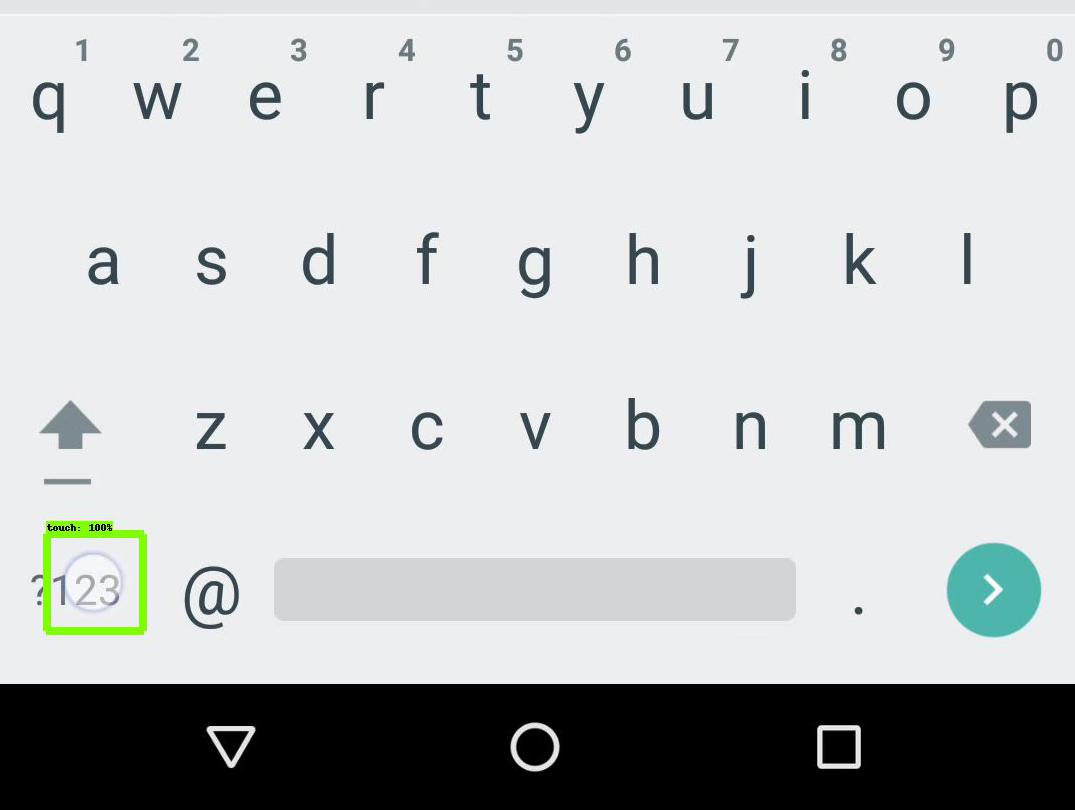 1 2 3 4 5 6 7 8 9 0
q w e r t y u i o p
a s d f g h j k l
z x c v b n m
touch: 100%
?123 @ .